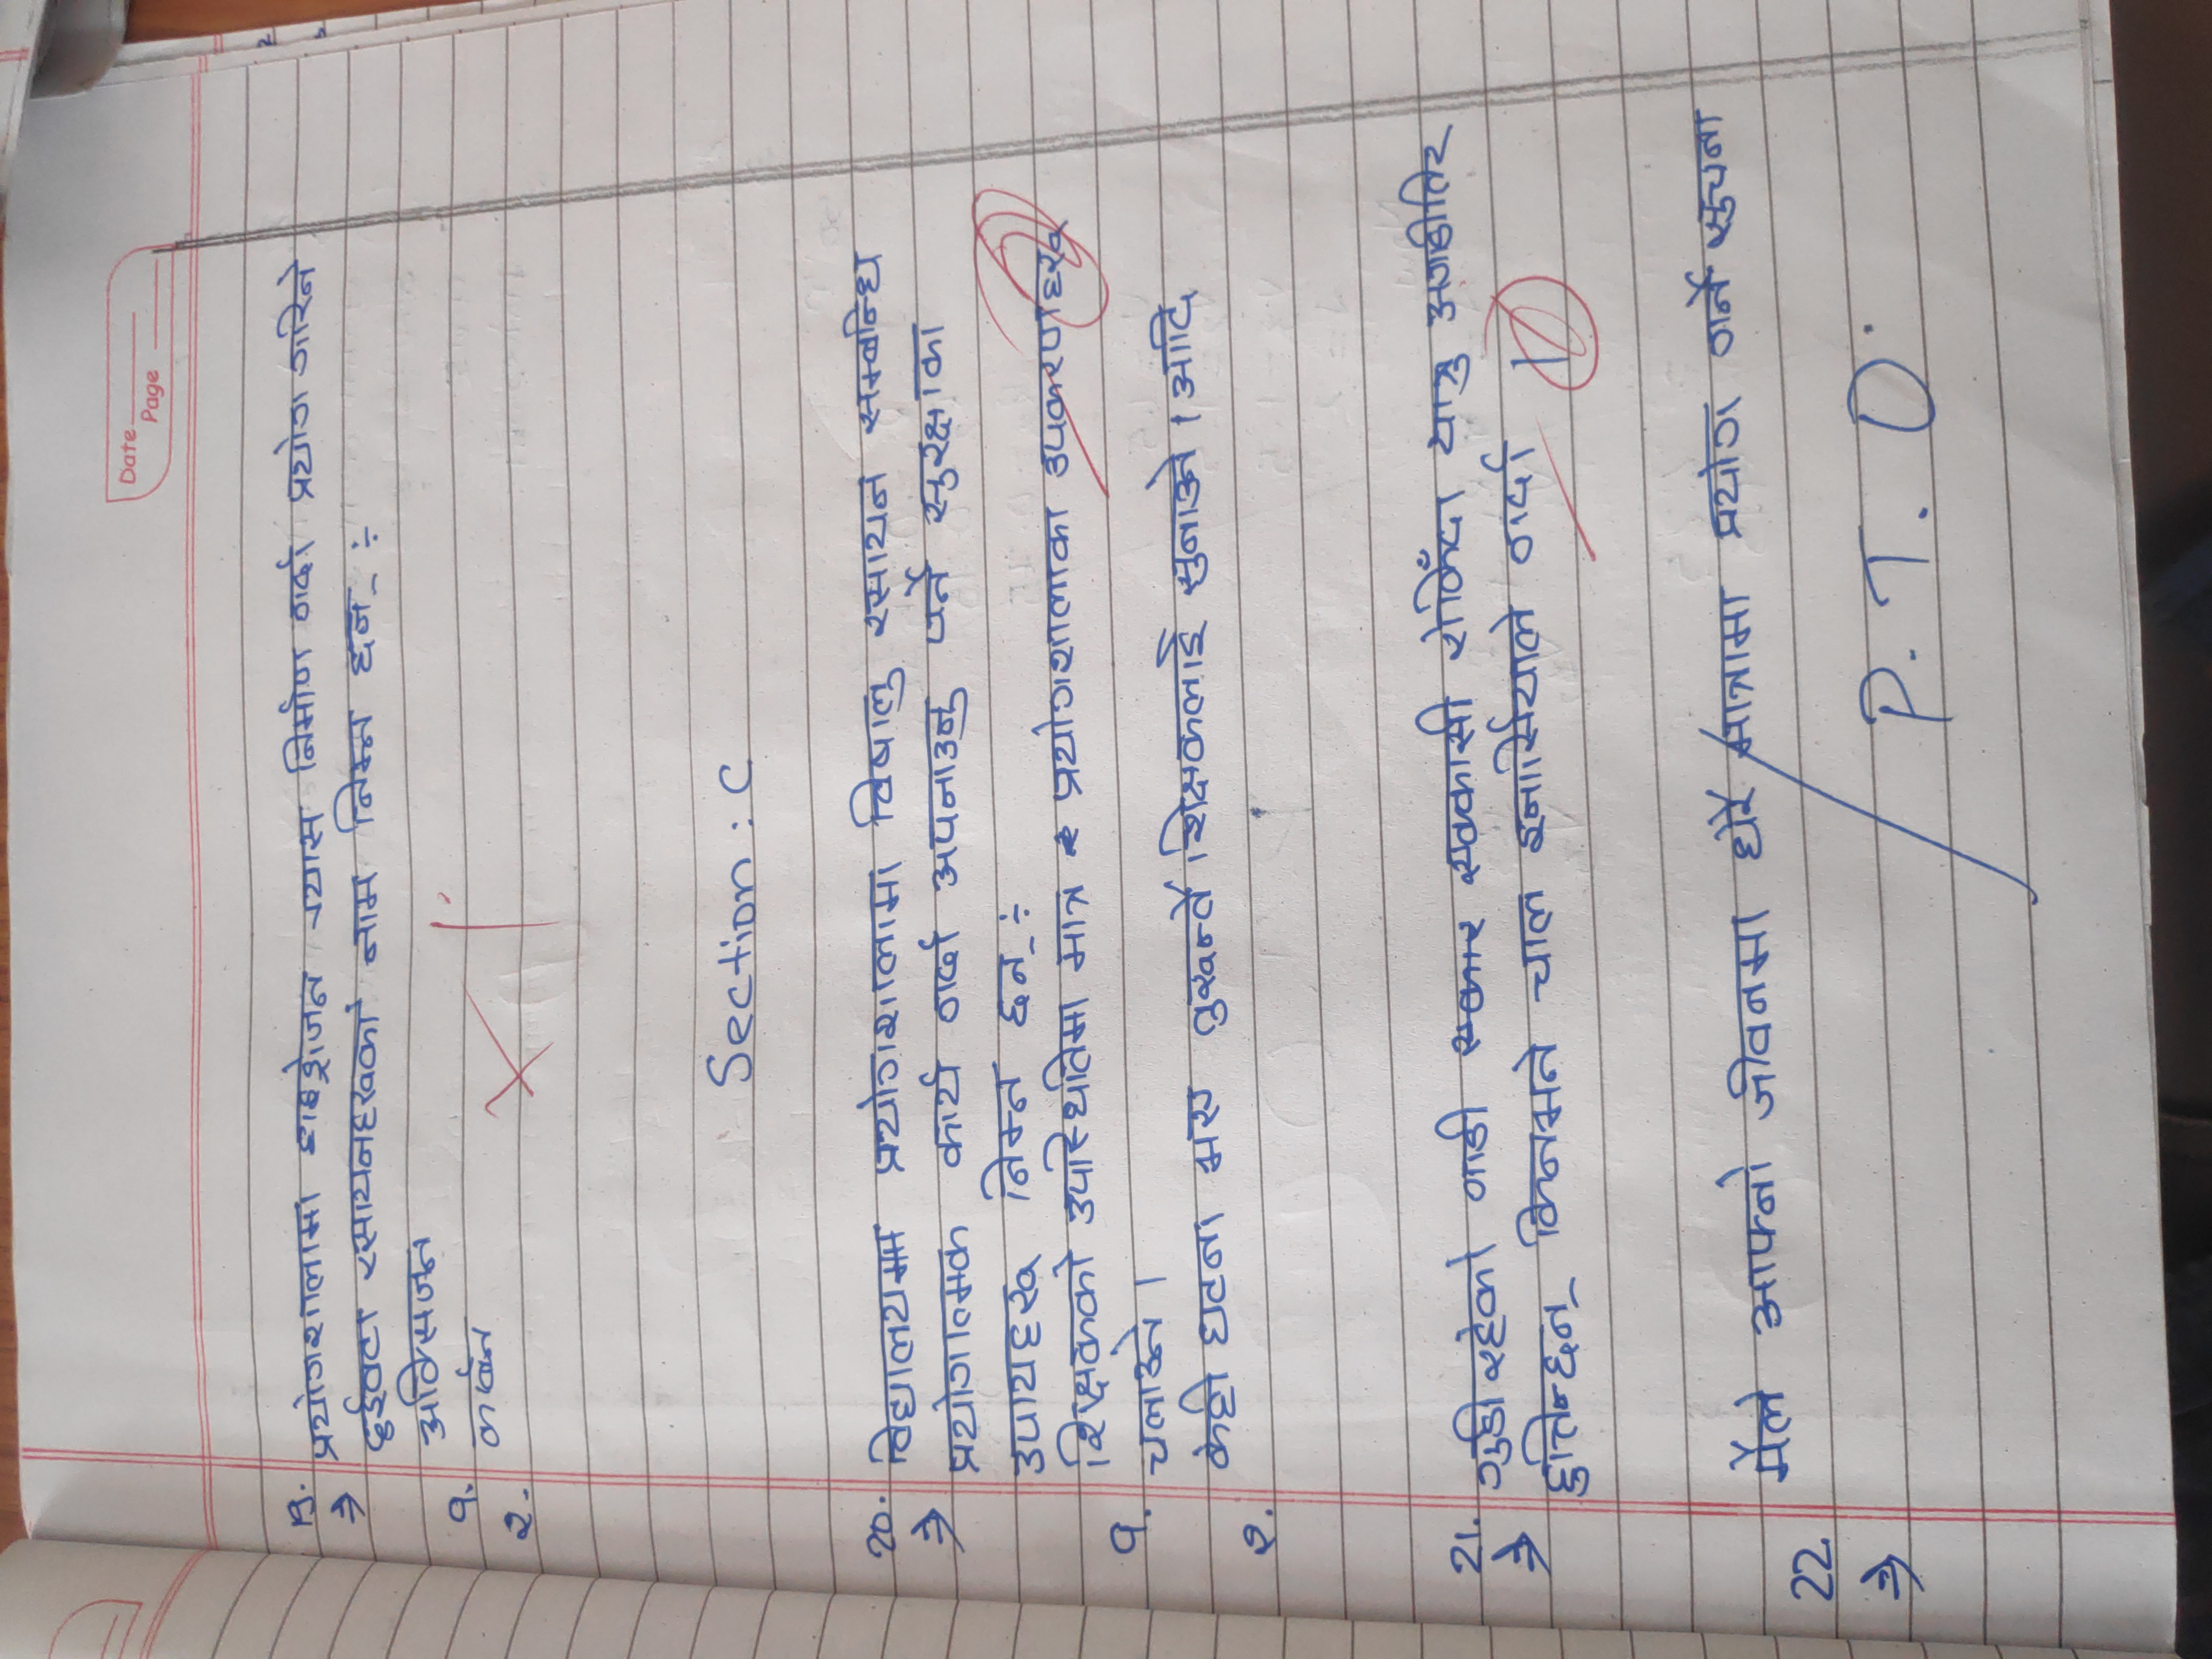 Date
Page
19. प्रयोगशालामा हाइड्रोजन ग्यास निर्माण गर्दा प्रयोग गरिने
⇒ दुईवटा रसायनहरुको नाम निम्न छन् :-
१. अक्सिजन
२. कार्बन
Section : C
20. विद्यालयमा प्रयोगशालामा विषालु रसायन सम्बन्धि
⇒ प्रयोगात्मक कार्य गर्दा अपनाउनु पर्ने सुरक्षाका
उपायहरु निम्न छन् :-
१. शिक्षकको उपस्थितिमा मात्र प्रयोगशालाका उपकरणहरु
चलाउने ।
२. केही घटना भए तुरुन्तै शिक्षकलाई सुनाउने । आदि
21. गुडीरहेको गाडी एक्कासी रोकिँदा यात्रु अगाडीतिर
⇒ हुत्तिन्छन् किनभने चाल इनर्सियाले गर्दा
22. मैले आफ्नो जीवनमा धेरै मात्रामा प्रयोग गर्ने सुचना
⇒
P. T. O.